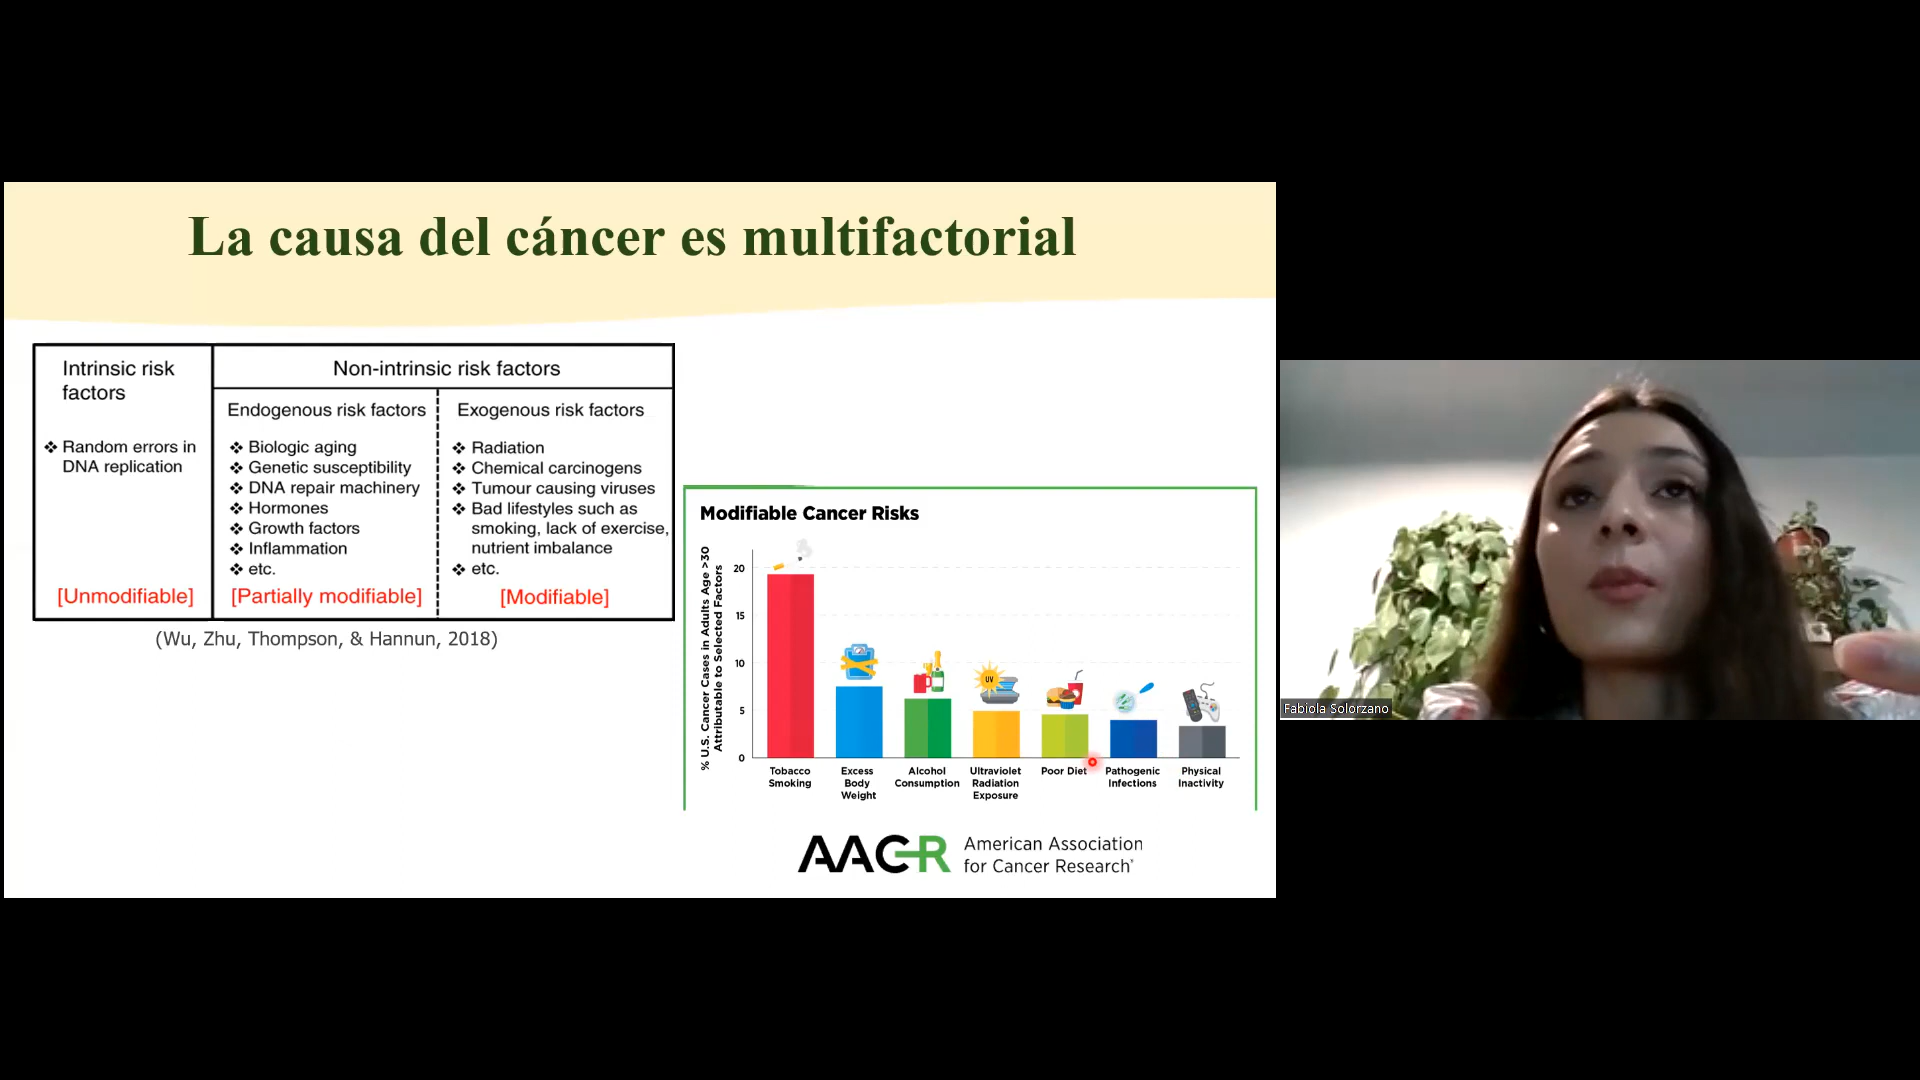 La causa del cáncer es multifactorial
Intrinsic risk
factors
❖ Random errors in
DNA replication
[Unmodifiable]
Non-intrinsic risk factors
Endogenous risk factors
❖ Biologic aging
❖ Genetic susceptibility
❖ DNA repair machinery
❖ Hormones
❖ Growth factors
❖ Inflammation
❖ etc.
[Partially modifiable]
Exogenous risk factors
❖ Radiation
❖ Chemical carcinogens
❖ Tumour causing viruses
❖ Bad lifestyles such as
smoking, lack of exercise,
nutrient imbalance
❖ etc.
[Modifiable]
(Wu, Zhu, Thompson, & Hannun, 2018)
Modifiable Cancer Risks
% U.S. Cancer Cases in Adults Age >30
Attributable to Selected Factors
20
15
10
5
0
UV
Tobacco
Smoking
Excess
Body
Weight
Alcohol
Consumption
Ultraviolet
Radiation
Exposure
Poor Diet
Pathogenic
Infections
Physical
Inactivity
AACR
American Association
for Cancer Research
Fabiola Solorzano